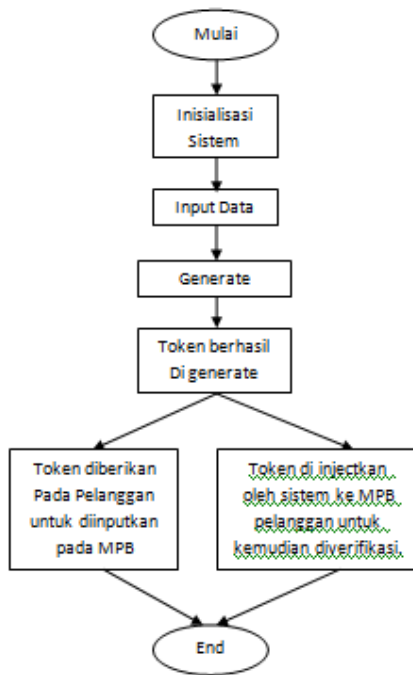 Mulai
Inisialisasi
Sistem
Input Data
Generate
Token berhasil
Di generate
Token diberikan
Pada Pelanggan
untuk diinputkan
pada MPB
Token di injectkan
oleh sistem ke MPB
pelanggan untuk
kemudian diverifikasi.
End